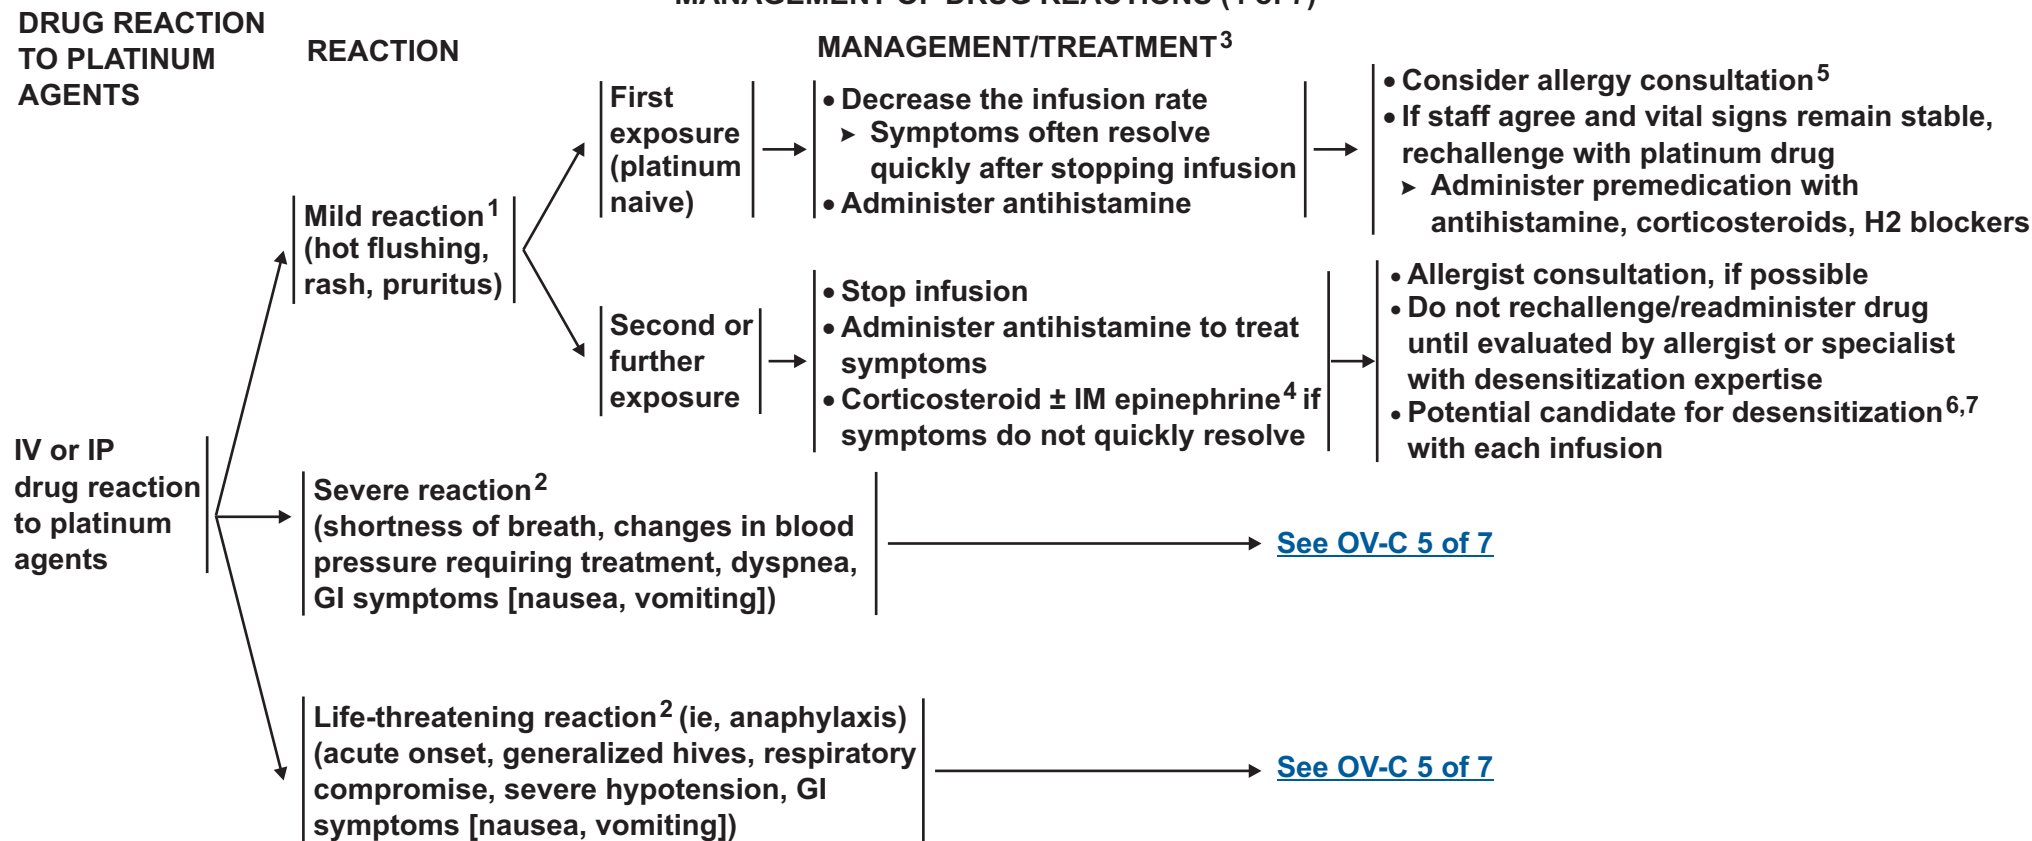 MANAGEMENT OF DRUG REACTIONS (4 of 7)
DRUG REACTION
TO PLATINUM
AGENTS
REACTION
MANAGEMENT/TREATMENT3
IV or IP
drug reaction
to platinum
agents
Mild reaction1
(hot flushing,
rash, pruritus)
First
exposure
(platinum
naive)
• Decrease the infusion rate
➤ Symptoms often resolve
quickly after stopping infusion
• Administer antihistamine
• Consider allergy consultation5
• If staff agree and vital signs remain stable,
rechallenge with platinum drug
➤ Administer premedication with
antihistamine, corticosteroids, H2 blockers
Second or
further
exposure
• Stop infusion
• Administer antihistamine to treat
symptoms
• Corticosteroid ± IM epinephrine4 if
symptoms do not quickly resolve
• Allergist consultation, if possible
• Do not rechallenge/readminister drug
until evaluated by allergist or specialist
with desensitization expertise
• Potential candidate for desensitization6,7
with each infusion
Severe reaction2
(shortness of breath, changes in blood
pressure requiring treatment, dyspnea,
GI symptoms [nausea, vomiting])
See OV-C 5 of 7
Life-threatening reaction2 (ie, anaphylaxis)
(acute onset, generalized hives, respiratory
compromise, severe hypotension, GI
symptoms [nausea, vomiting])
See OV-C 5 of 7